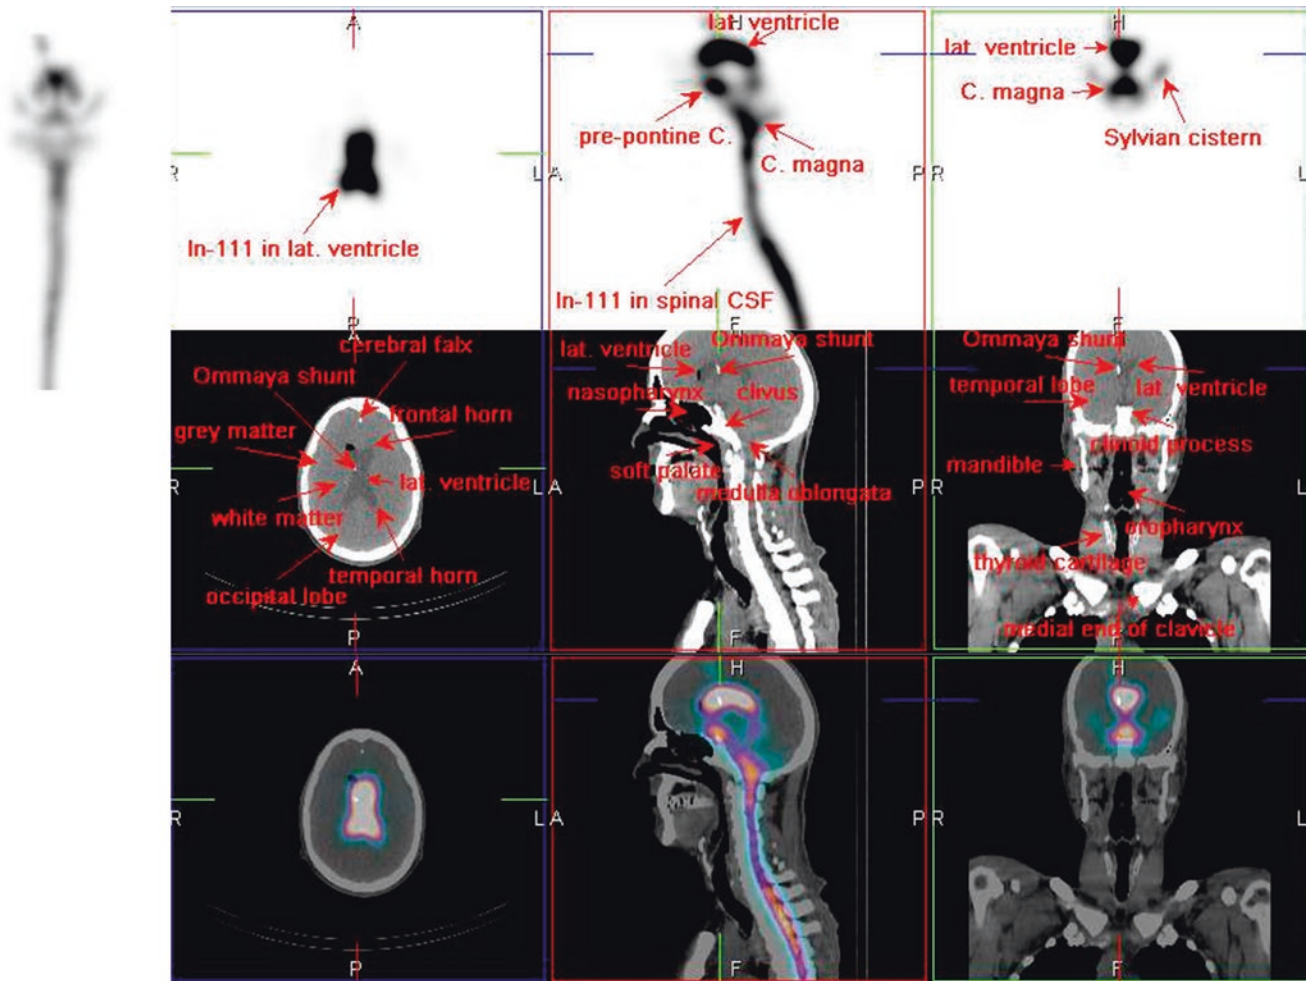 A
R
L
In-111 in lat. ventricle
P
H
lat. ventricle
pre-pontine C.
C. magna
A
P
In-111 in spinal CSF
F
H
lat. ventricle
C. magna
Sylvian cistern
R
L
F
A
cerebral falx
Ommaya shunt
frontal horn
grey matter
R
L
lat. ventricle
white matter
temporal horn
occipital lobe
P
lat. ventricle
Ommaya shunt
nasopharynx
clivus
A
P
soft palate
medulla oblongata
F
Ommaya shunt
temporal lobe
lat. ventricle
clinoid process
mandible
R
L
oropharynx
thyroid cartilage
medial end of clavicle
F
A
R
L
P
H
A
P
F
H
R
L
F